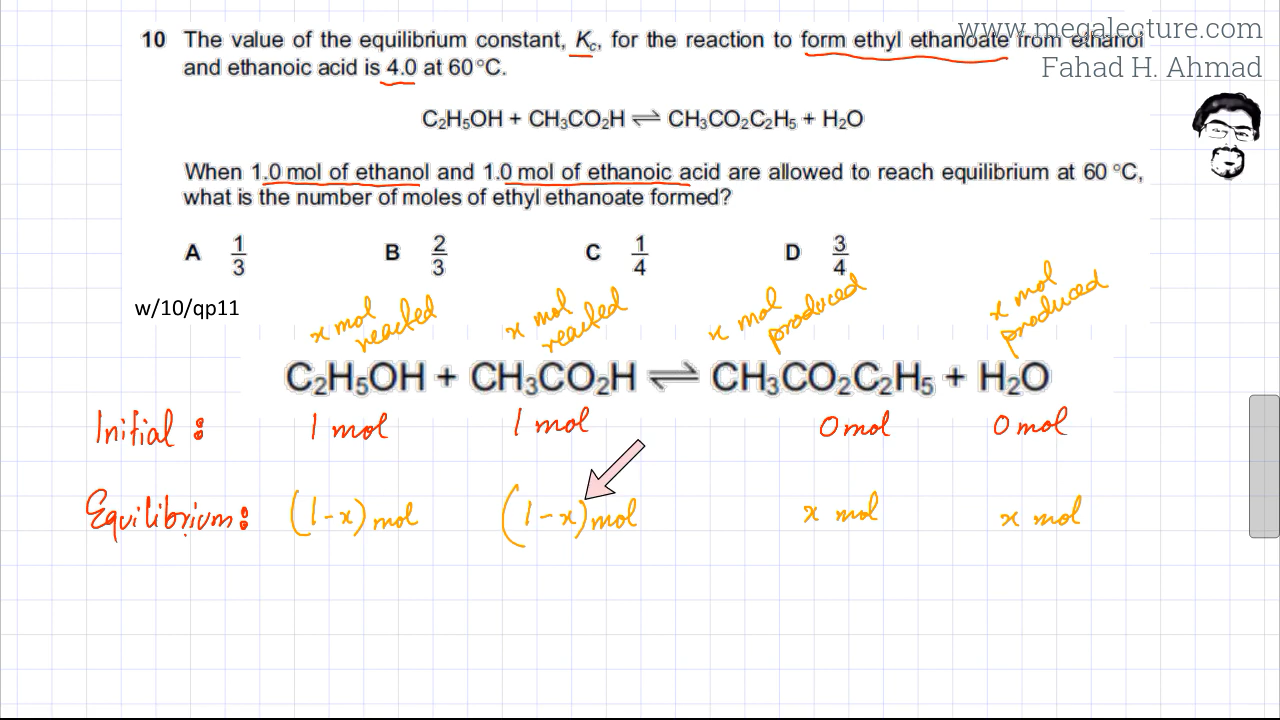 www.megalecture.com
Fahad H. Ahmad
10 The value of the equilibrium constant, Kc, for the reaction to form ethyl ethanoate from ethanol
and ethanoic acid is 4.0 at 60 °C.
C₂H₅OH + CH₃CO₂H ⇌ CH₃CO₂C₂H₅ + H₂O
When 1.0 mol of ethanol and 1.0 mol of ethanoic acid are allowed to reach equilibrium at 60 °C,
what is the number of moles of ethyl ethanoate formed?
A 1/3 B 2/3 C 1/4 D 3/4
w/10/qp11
x mol reacted x mol reacted x mol produced x mol produced
C₂H₅OH + CH₃CO₂H ⇌ CH₃CO₂C₂H₅ + H₂O
Initial : 1 mol 1 mol 0 mol 0 mol
Equilibrium: (1-x) mol (1-x) mol x mol x mol